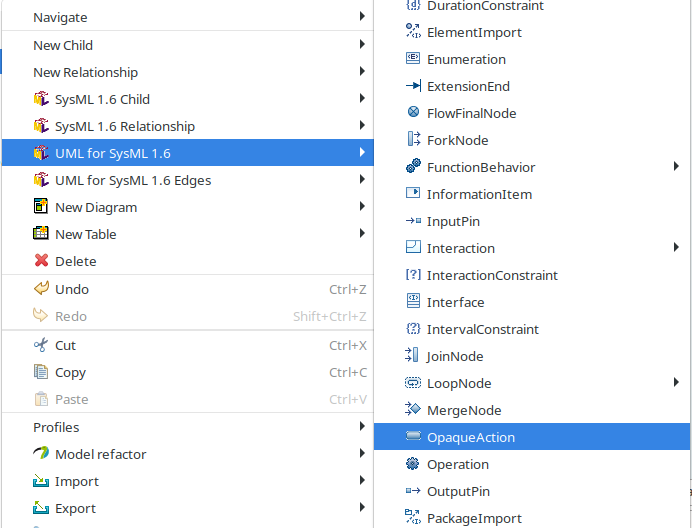 Navigate
New Child
New Relationship
SysML 1.6 Child
SysML 1.6 Relationship
UML for SysML 1.6
UML for SysML 1.6 Edges
New Diagram
New Table
Delete
Undo Ctrl+Z
Redo Shift+Ctrl+Z
Cut Ctrl+X
Copy Ctrl+C
Paste Ctrl+V
Profiles
Model refactor
Import
Export
DurationConstraint
ElementImport
Enumeration
ExtensionEnd
FlowFinalNode
ForkNode
FunctionBehavior
InformationItem
InputPin
Interaction
InteractionConstraint
Interface
IntervalConstraint
JoinNode
LoopNode
MergeNode
OpaqueAction
Operation
OutputPin
PackageImport